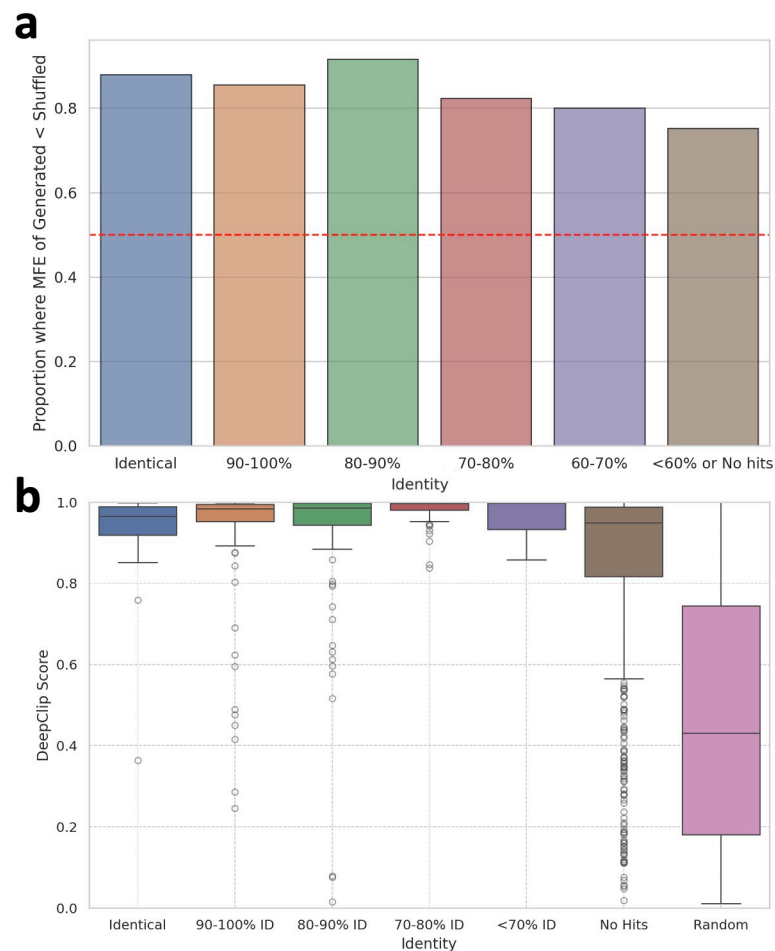 a
Proportion where MFE of Generated < Shuffled
0.8
0.6
0.4
0.2
0.0
Identical 90-100% 80-90% 70-80% 60-70% <60% or No hits
Identity
b
DeepClip Score
1.0
0.8
0.6
0.4
0.2
0.0
Identical 90-100% ID 80-90% ID 70-80% ID <70% ID No Hits Random
Identity